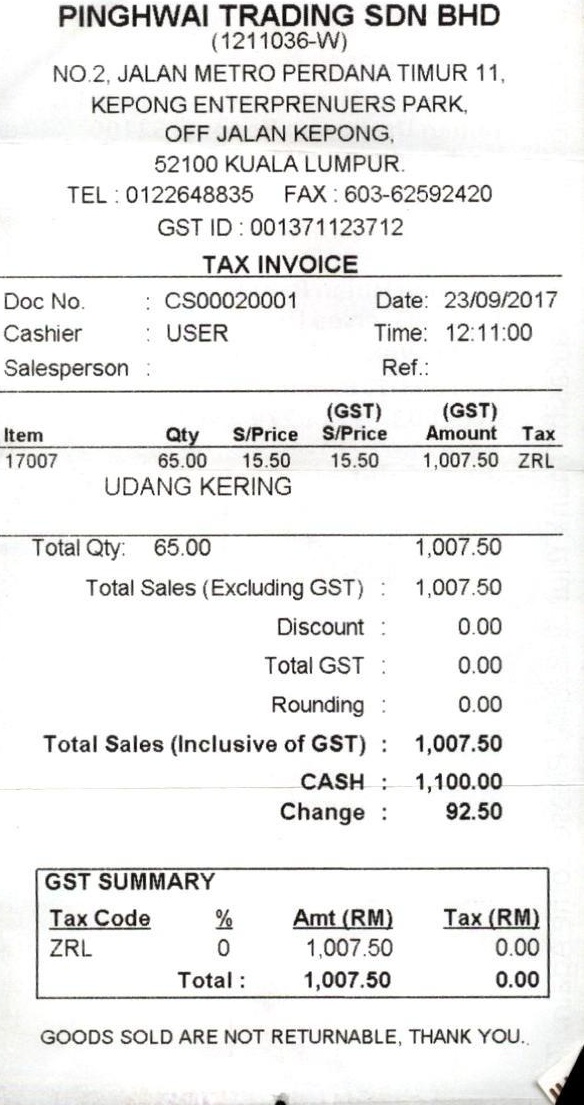 PINGHWAI TRADING SDN BHD
(1211036-W)
NO.2, JALAN METRO PERDANA TIMUR 11,
KEPONG ENTERPRENUERS PARK,
OFF JALAN KEPONG,
52100 KUALA LUMPUR.
TEL : 0122648835 FAX : 603-62592420
GST ID : 001371123712
TAX INVOICE
Doc No. : CS00020001 Date: 23/09/2017
Cashier : USER Time: 12:11:00
Salesperson : Ref.:
(GST) (GST)
Item Qty S/Price S/Price Amount Tax
17007 65.00 15.50 15.50 1,007.50 ZRL
UDANG KERING
Total Qty: 65.00 1,007.50
Total Sales (Excluding GST) : 1,007.50
Discount : 0.00
Total GST : 0.00
Rounding : 0.00
Total Sales (Inclusive of GST) : 1,007.50
CASH : 1,100.00
Change : 92.50
GST SUMMARY
Tax Code % Amt (RM) Tax (RM)
ZRL 0 1,007.50 0.00
Total : 1,007.50 0.00
GOODS SOLD ARE NOT RETURNABLE, THANK YOU.